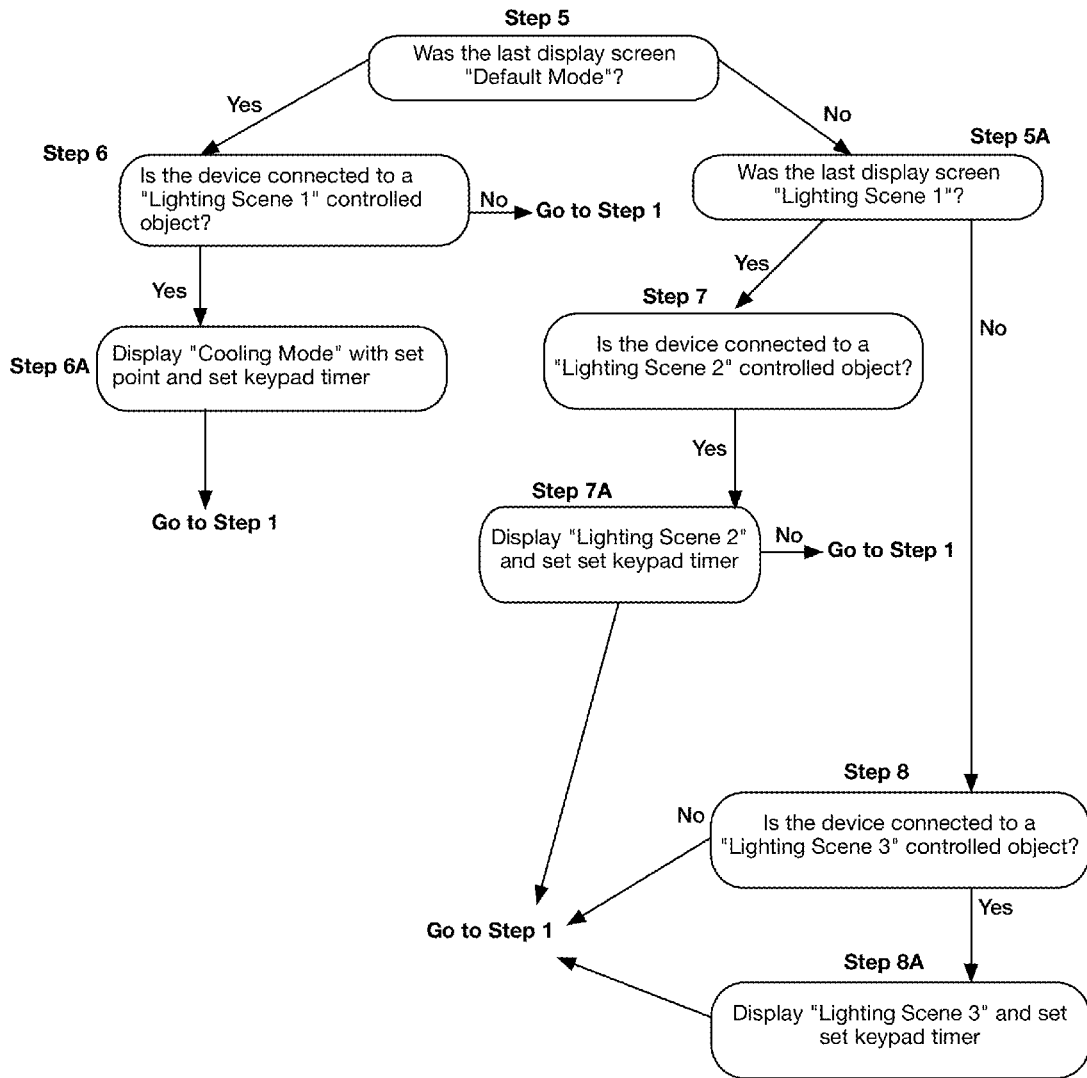 Step 5
Was the last display screen
"Default Mode"?
Yes
No
Step 6
Is the device connected to a
"Lighting Scene 1" controlled
object?
No
Go to Step 1
Step 5A
Was the last display screen
"Lighting Scene 1"?
Yes
Yes
No
Step 6A
Display "Cooling Mode" with set
point and set keypad timer
Go to Step 1
Step 7
Is the device connected to a
"Lighting Scene 2" controlled object?
Yes
Step 7A
Display "Lighting Scene 2"
and set set keypad timer
No
Go to Step 1
Step 8
Is the device connected to a
"Lighting Scene 3" controlled object?
No
Yes
Go to Step 1
Step 8A
Display "Lighting Scene 3" and set
set keypad timer